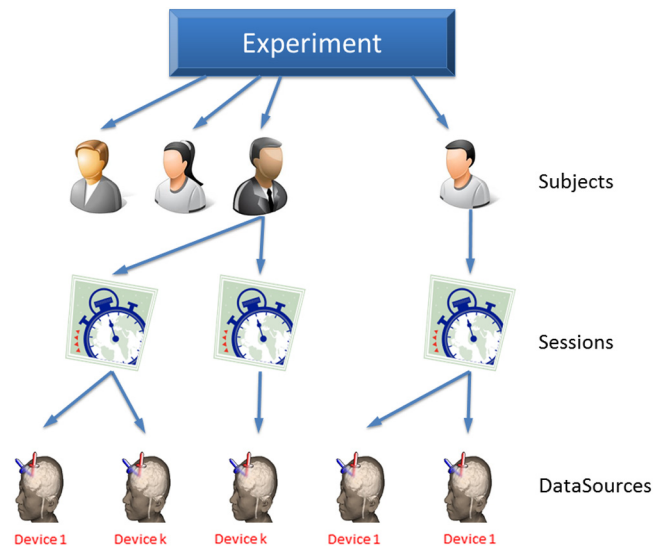 Experiment
Subjects
Sessions
DataSources
Device 1
Device k
Device k
Device 1
Device 1